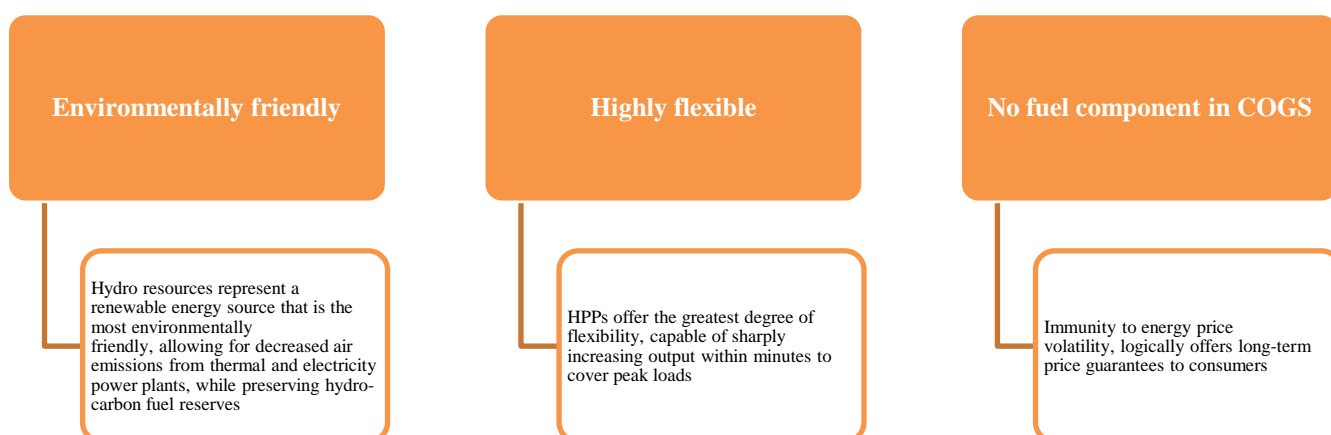 Environmentally friendly
Hydro resources represent a
renewable energy source that is the
most environmentally
friendly, allowing for decreased air
emissions from thermal and electricity
power plants, while preserving hydro-
carbon fuel reserves
Highly flexible
HPPs offer the greatest degree of
flexibility, capable of sharply
increasing output within minutes to
cover peak loads
No fuel component in COGS
Immunity to energy price
volatility, logically offers long-term
price guarantees to consumers